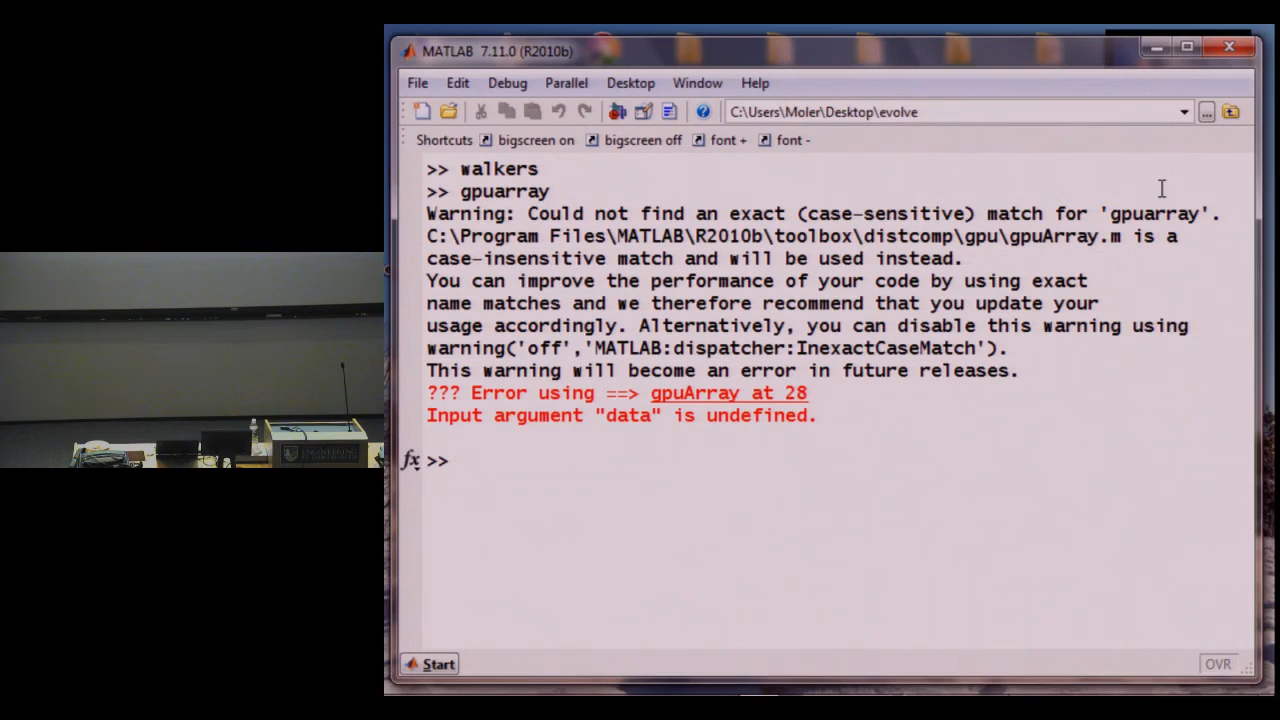 MATLAB 7.11.0 (R2010b)
File Edit Debug Parallel Desktop Window Help
C:\Users\Moler\Desktop\evolve
Shortcuts bigscreen on bigscreen off font + font -
>> walkers
>> gpuarray
Warning: Could not find an exact (case-sensitive) match for 'gpuarray'.
C:\Program Files\MATLAB\R2010b\toolbox\distcomp\gpu\gpuArray.m is a
case-insensitive match and will be used instead.
You can improve the performance of your code by using exact
name matches and we therefore recommend that you update your
usage accordingly. Alternatively, you can disable this warning using
warning('off','MATLAB:dispatcher:InexactCaseMatch').
This warning will become an error in future releases.
??? Error using ==> gpuArray at 28
Input argument "data" is undefined.
fx >>
Start
OVR
ENGINEERING